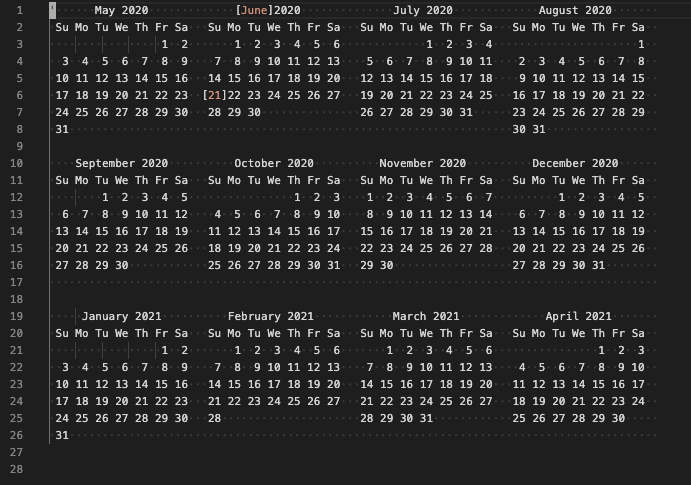 1 May 2020 [June]2020 July 2020 August 2020
2 Su Mo Tu We Th Fr Sa Su Mo Tu We Th Fr Sa Su Mo Tu We Th Fr Sa Su Mo Tu We Th Fr Sa
3 1 2 1 2 3 4 5 6 1 2 3 4 1
4 3 4 5 6 7 8 9 7 8 9 10 11 12 13 5 6 7 8 9 10 11 2 3 4 5 6 7 8
5 10 11 12 13 14 15 16 14 15 16 17 18 19 20 12 13 14 15 16 17 18 9 10 11 12 13 14 15
6 17 18 19 20 21 22 23 [21]22 23 24 25 26 27 19 20 21 22 23 24 25 16 17 18 19 20 21 22
7 24 25 26 27 28 29 30 28 29 30 26 27 28 29 30 31 23 24 25 26 27 28 29
8 31 30 31
9
10 September 2020 October 2020 November 2020 December 2020
11 Su Mo Tu We Th Fr Sa Su Mo Tu We Th Fr Sa Su Mo Tu We Th Fr Sa Su Mo Tu We Th Fr Sa
12 1 2 3 4 5 1 2 3 1 2 3 4 5 6 7 1 2 3 4 5
13 6 7 8 9 10 11 12 4 5 6 7 8 9 10 8 9 10 11 12 13 14 6 7 8 9 10 11 12
14 13 14 15 16 17 18 19 11 12 13 14 15 16 17 15 16 17 18 19 20 21 13 14 15 16 17 18 19
15 20 21 22 23 24 25 26 18 19 20 21 22 23 24 22 23 24 25 26 27 28 20 21 22 23 24 25 26
16 27 28 29 30 25 26 27 28 29 30 31 29 30 27 28 29 30 31
17
18
19 January 2021 February 2021 March 2021 April 2021
20 Su Mo Tu We Th Fr Sa Su Mo Tu We Th Fr Sa Su Mo Tu We Th Fr Sa Su Mo Tu We Th Fr Sa
21 1 2 1 2 3 4 5 6 1 2 3 4 5 6 1 2 3
22 3 4 5 6 7 8 9 7 8 9 10 11 12 13 7 8 9 10 11 12 13 4 5 6 7 8 9 10
23 10 11 12 13 14 15 16 14 15 16 17 18 19 20 14 15 16 17 18 19 20 11 12 13 14 15 16 17
24 17 18 19 20 21 22 23 21 22 23 24 25 26 27 21 22 23 24 25 26 27 18 19 20 21 22 23 24
25 24 25 26 27 28 29 30 28 28 29 30 31 25 26 27 28 29 30
26 31
27
28